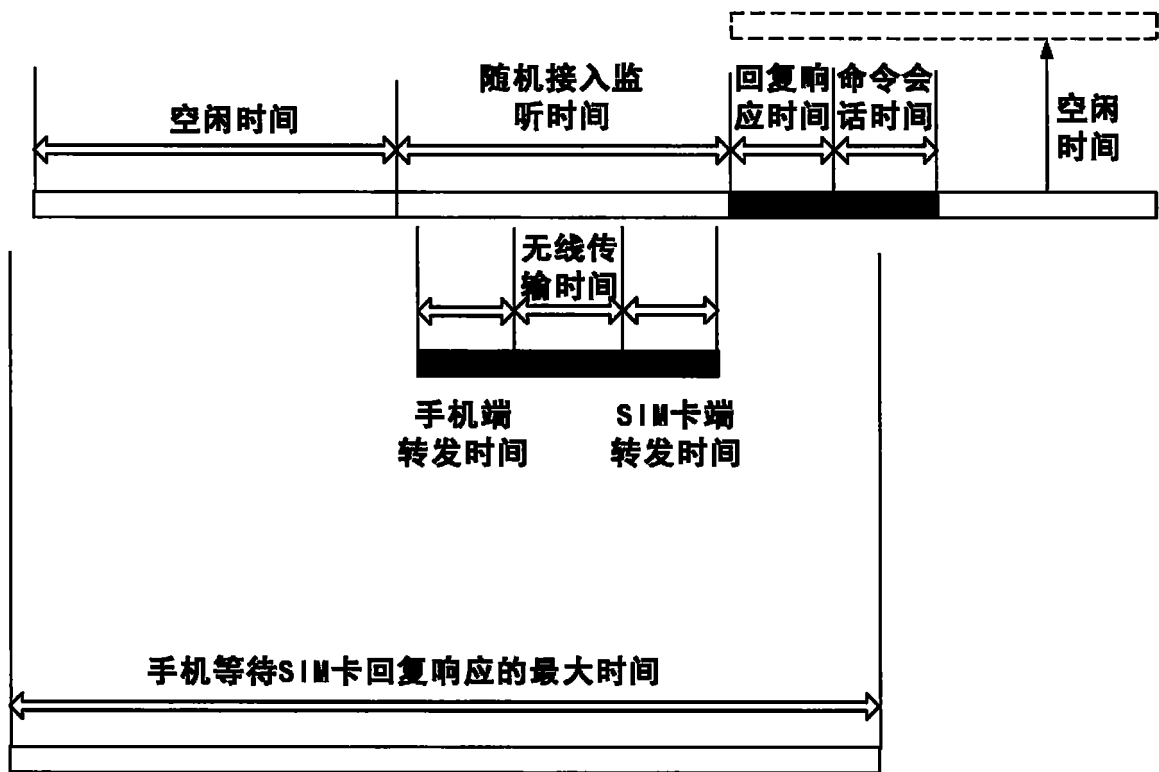 空闲时间
随机接入监
听时间
回复响
应时间
命令会
话时间
空闲
时间
无线传
输时间
手机端
转发时间
SIM卡端
转发时间
手机等待SIM卡回复响应的最大时间